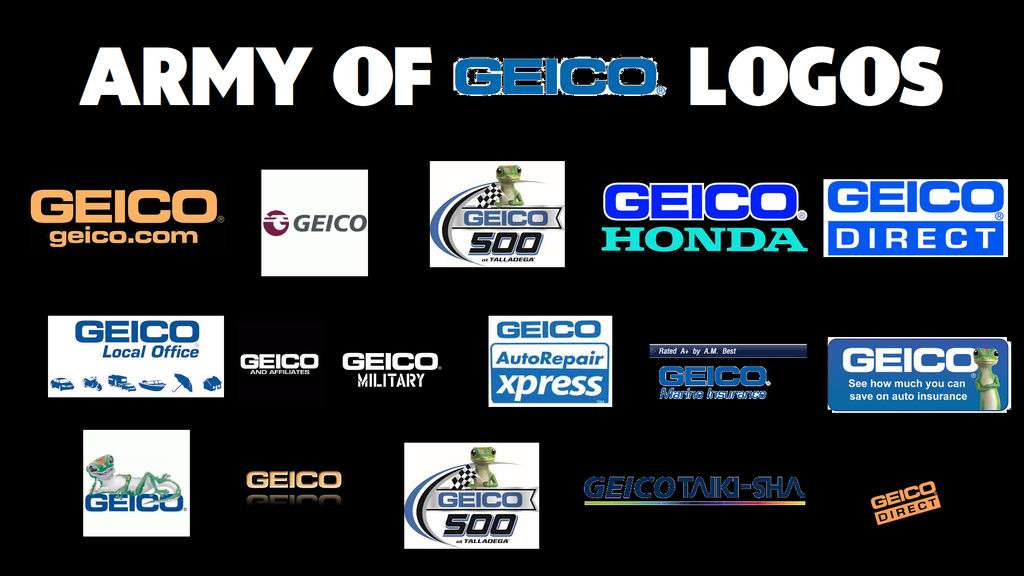 ARMY OF GEICO® LOGOS
GEICO®
geico.com
GEICO
GEICO
500
at TALLADEGA
GEICO®
HONDA
GEICO®
DIRECT
GEICO
Local Office
GEICO
AND AFFILIATES
GEICO®
MILITARY
GEICO
AutoRepair
xpress
Rated A+ by A.M. Best
GEICO®
Marine Insurance
GEICO®
See how much you can
save on auto insurance
GEICO®
GEICO
GEICO
500
at TALLADEGA
GEICO TAIKI-SHA
GEICO
DIRECT